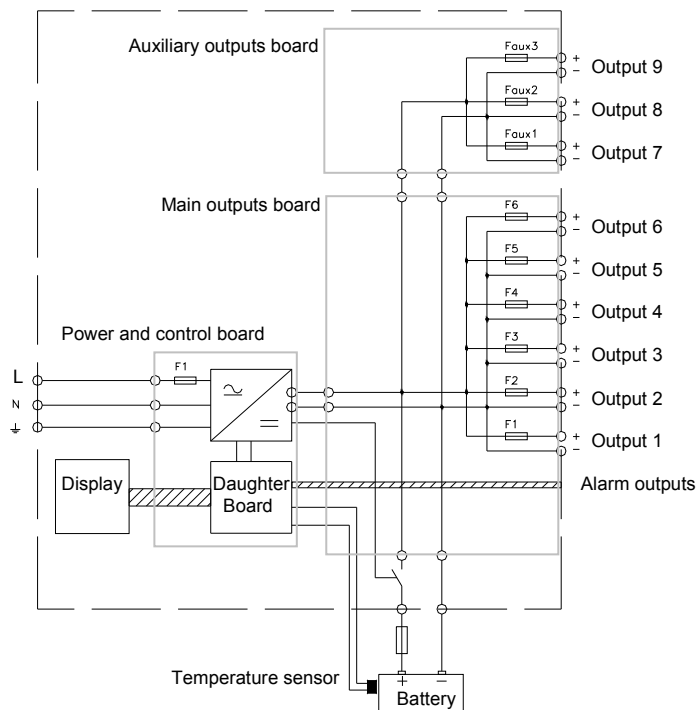 Auxiliary outputs board
Faux3
+
− Output 9
Faux2
+
− Output 8
Faux1
+
− Output 7
Main outputs board
F6
+
− Output 6
F5
+
− Output 5
F4
+
− Output 4
F3
+
− Output 3
Power and control board
L
F1
F2
+
− Output 2
N
F1
+
− Output 1
Display
Daughter
Board
Alarm outputs
Temperature sensor
+ −
Battery